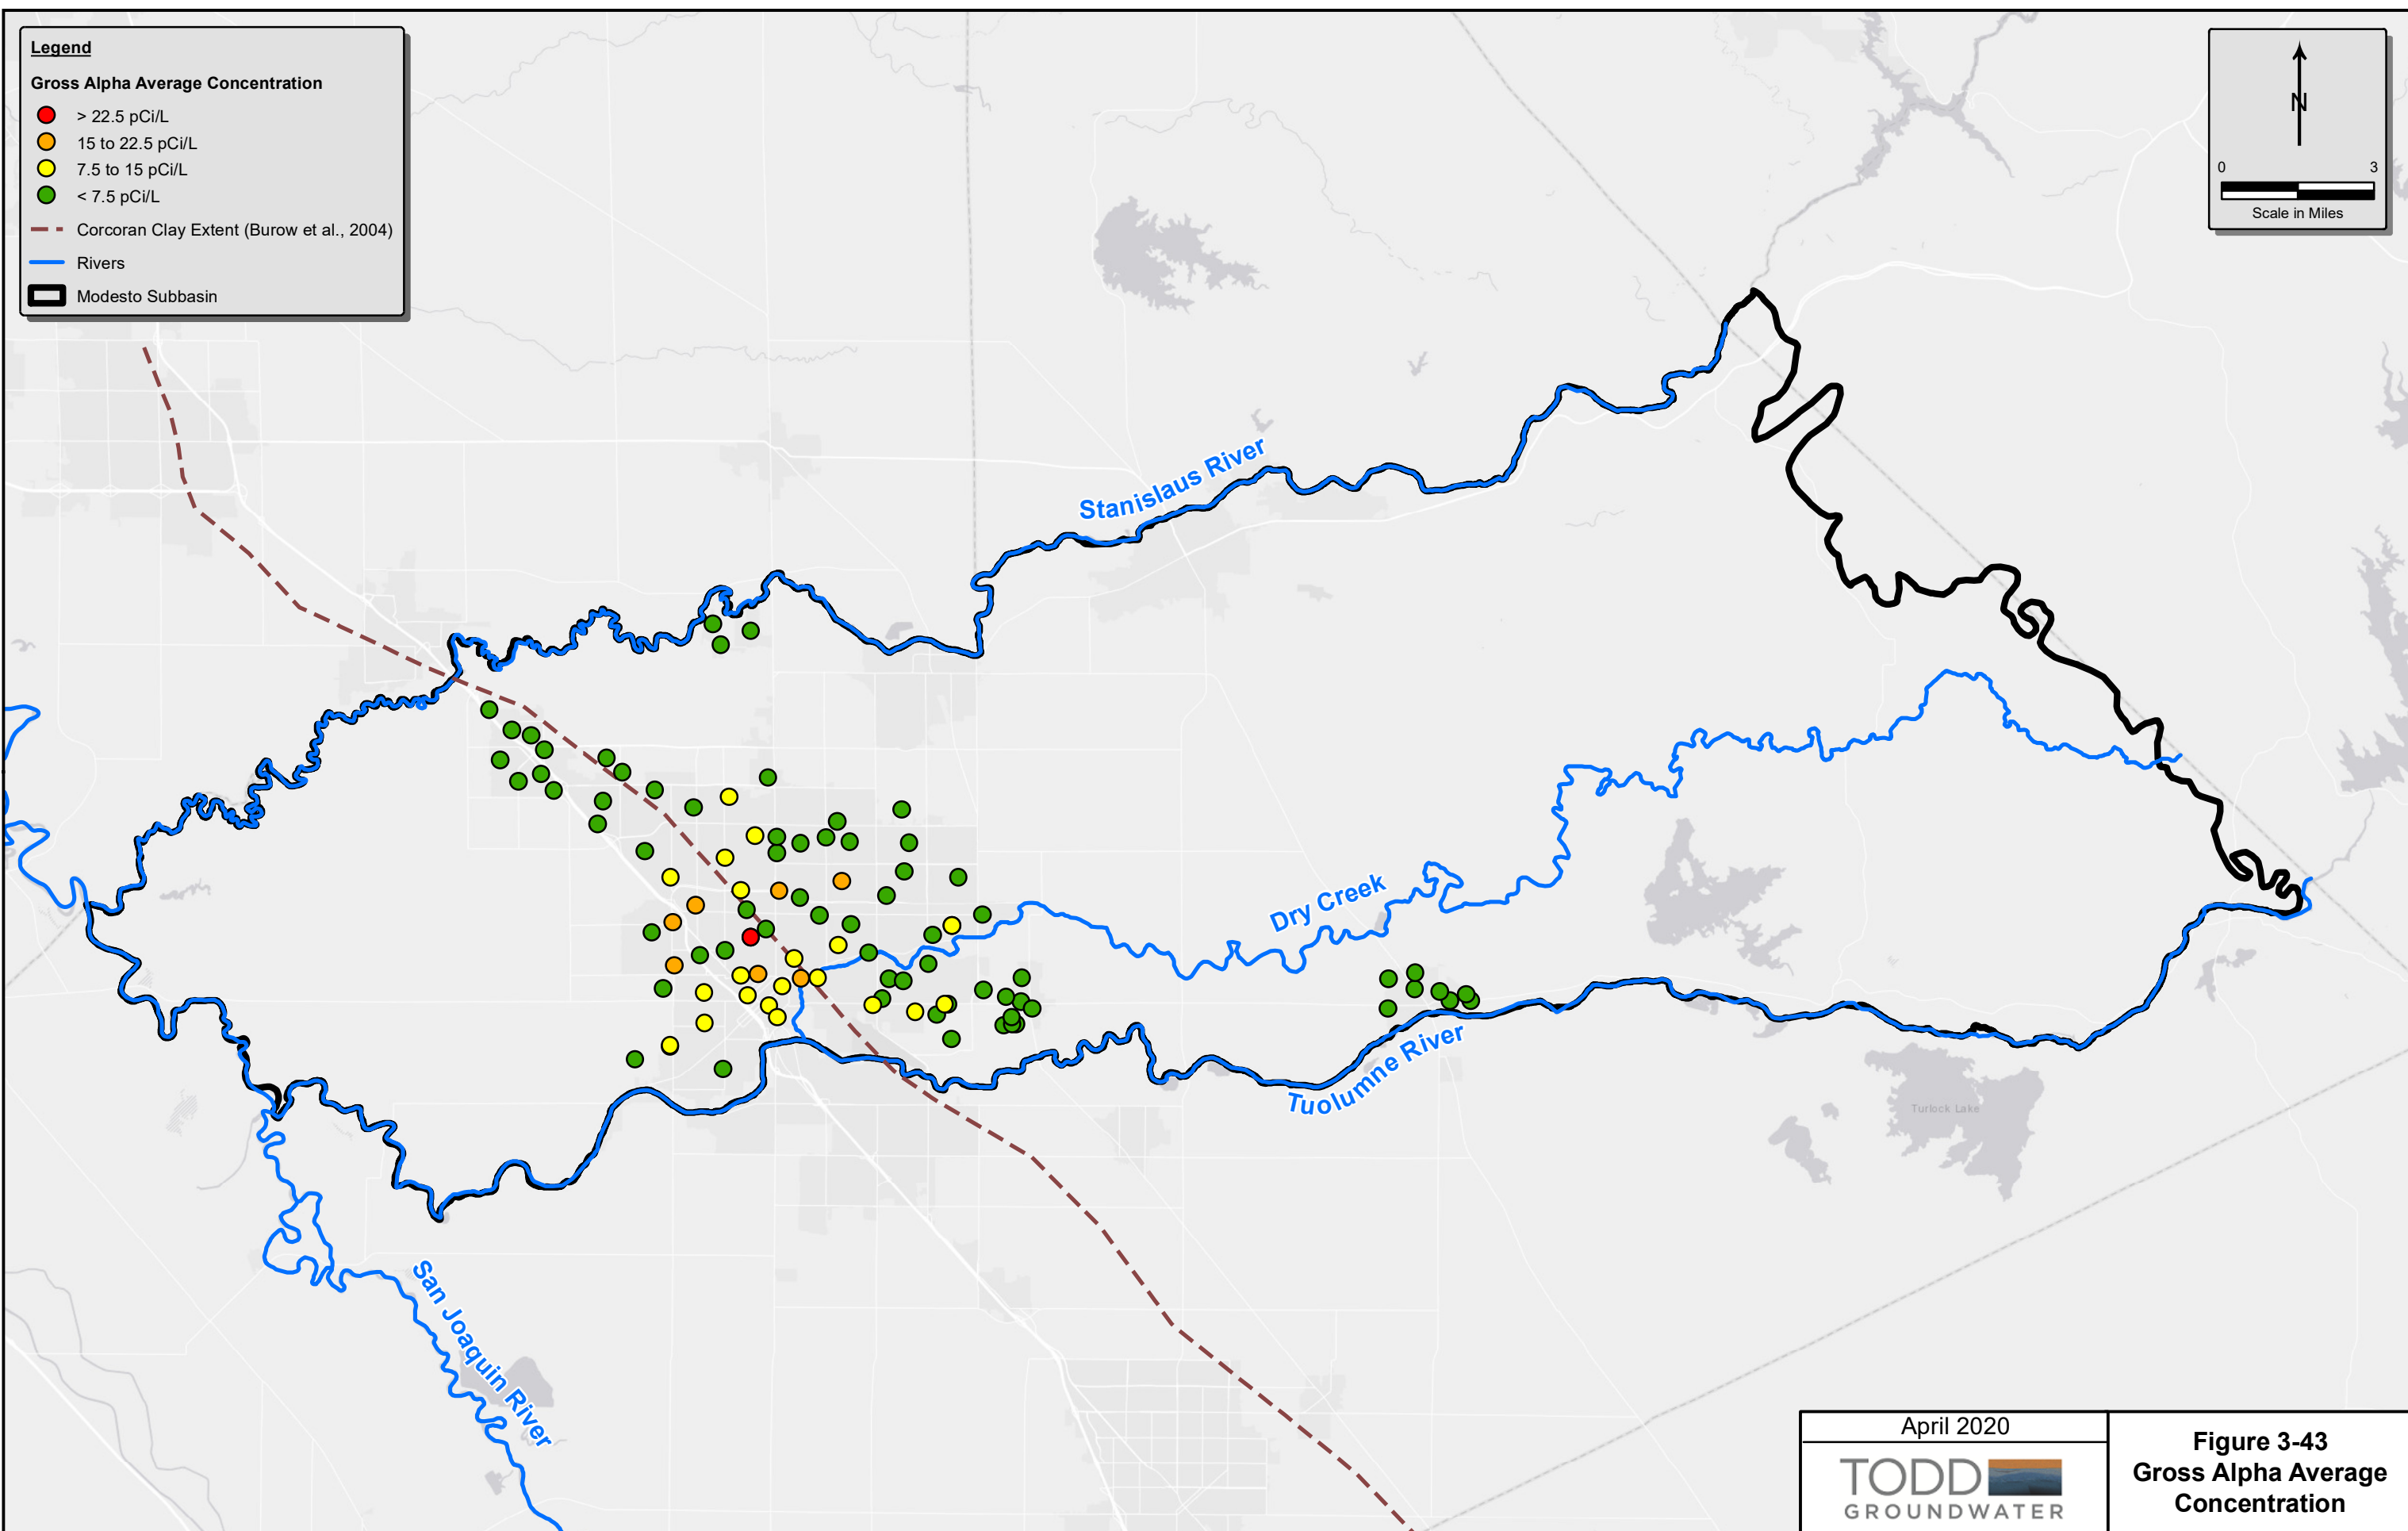 Legend
Gross Alpha Average Concentration
> 22.5 pCi/L
15 to 22.5 pCi/L
7.5 to 15 pCi/L
< 7.5 pCi/L
Corcoran Clay Extent (Burow et al., 2004)
Rivers
Modesto Subbasin
N
0 3
Scale in Miles
Stanislaus River
Dry Creek
Tuolumne River
Turlock Lake
San Joaquin River
April 2020
TODD
GROUNDWATER
Figure 3-43
Gross Alpha Average
Concentration